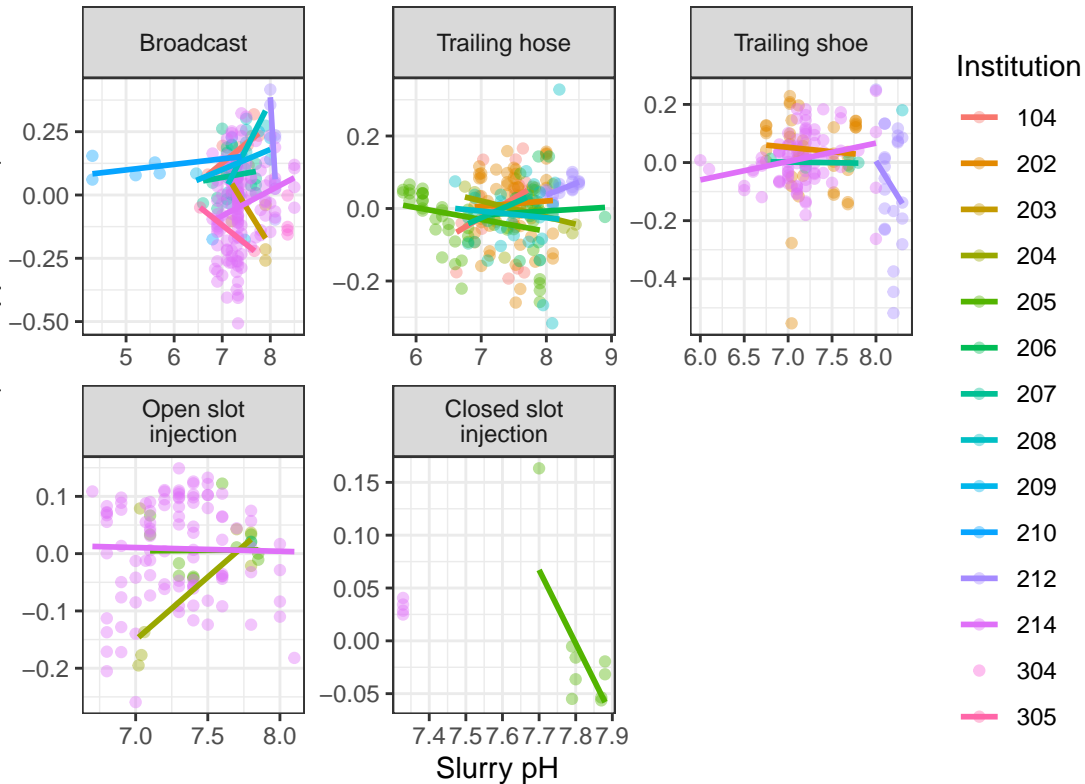 Broadcast
Trailing hose
Trailing shoe
0.25
0.00
−0.25
−0.50
5 6 7 8
0.2
0.0
−0.2
6 7 8 9
0.2
0.0
−0.2
−0.4
6.0 6.5 7.0 7.5 8.0
Open slot
injection
Closed slot
injection
0.1
0.0
−0.1
−0.2
7.0 7.5 8.0
0.15
0.10
0.05
0.00
−0.05
7.4 7.5 7.6 7.7 7.8 7.9
Slurry pH
Institution
104
202
203
204
205
206
207
208
209
210
212
214
304
305